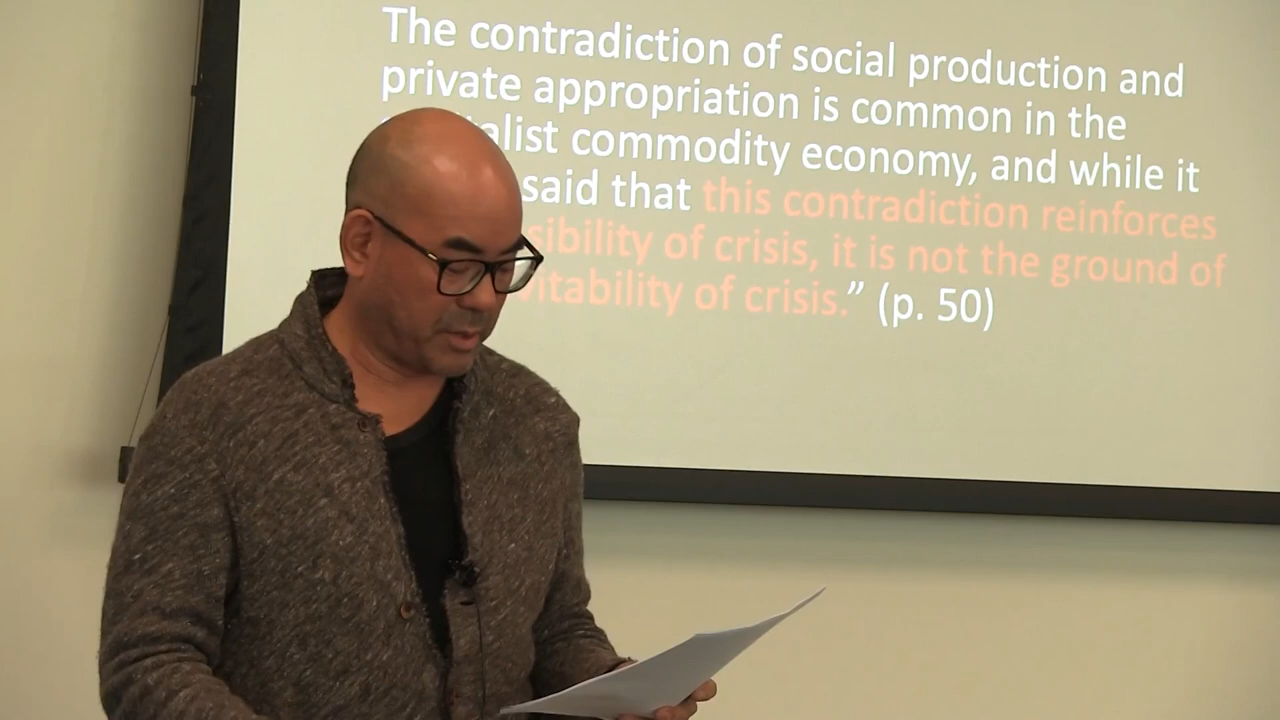 The contradiction of social production and
private appropriation is common in the
alist commodity economy, and while it
said that this contradiction reinforces
sibility of crisis, it is not the ground of
vitability of crisis.” (p. 50)